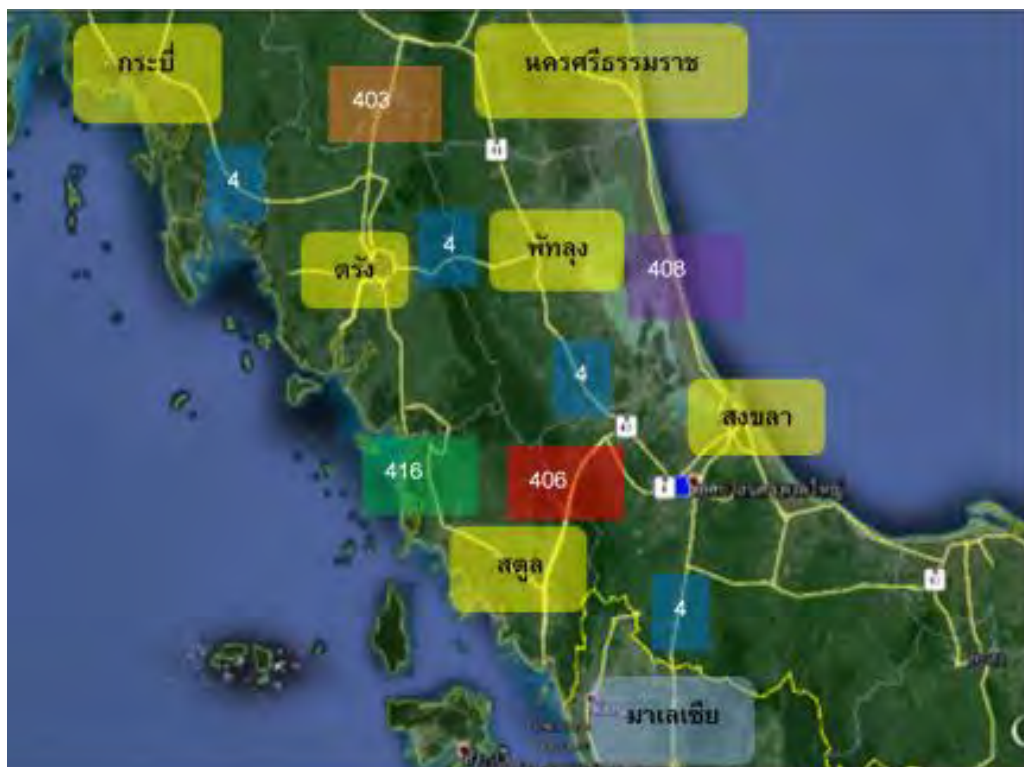 กระบี่
นครศรีธรรมราช
403
4
4
พัทลุง
ตรัง
408
4
สงขลา
416
406
สตูล
4
มาเลเซีย